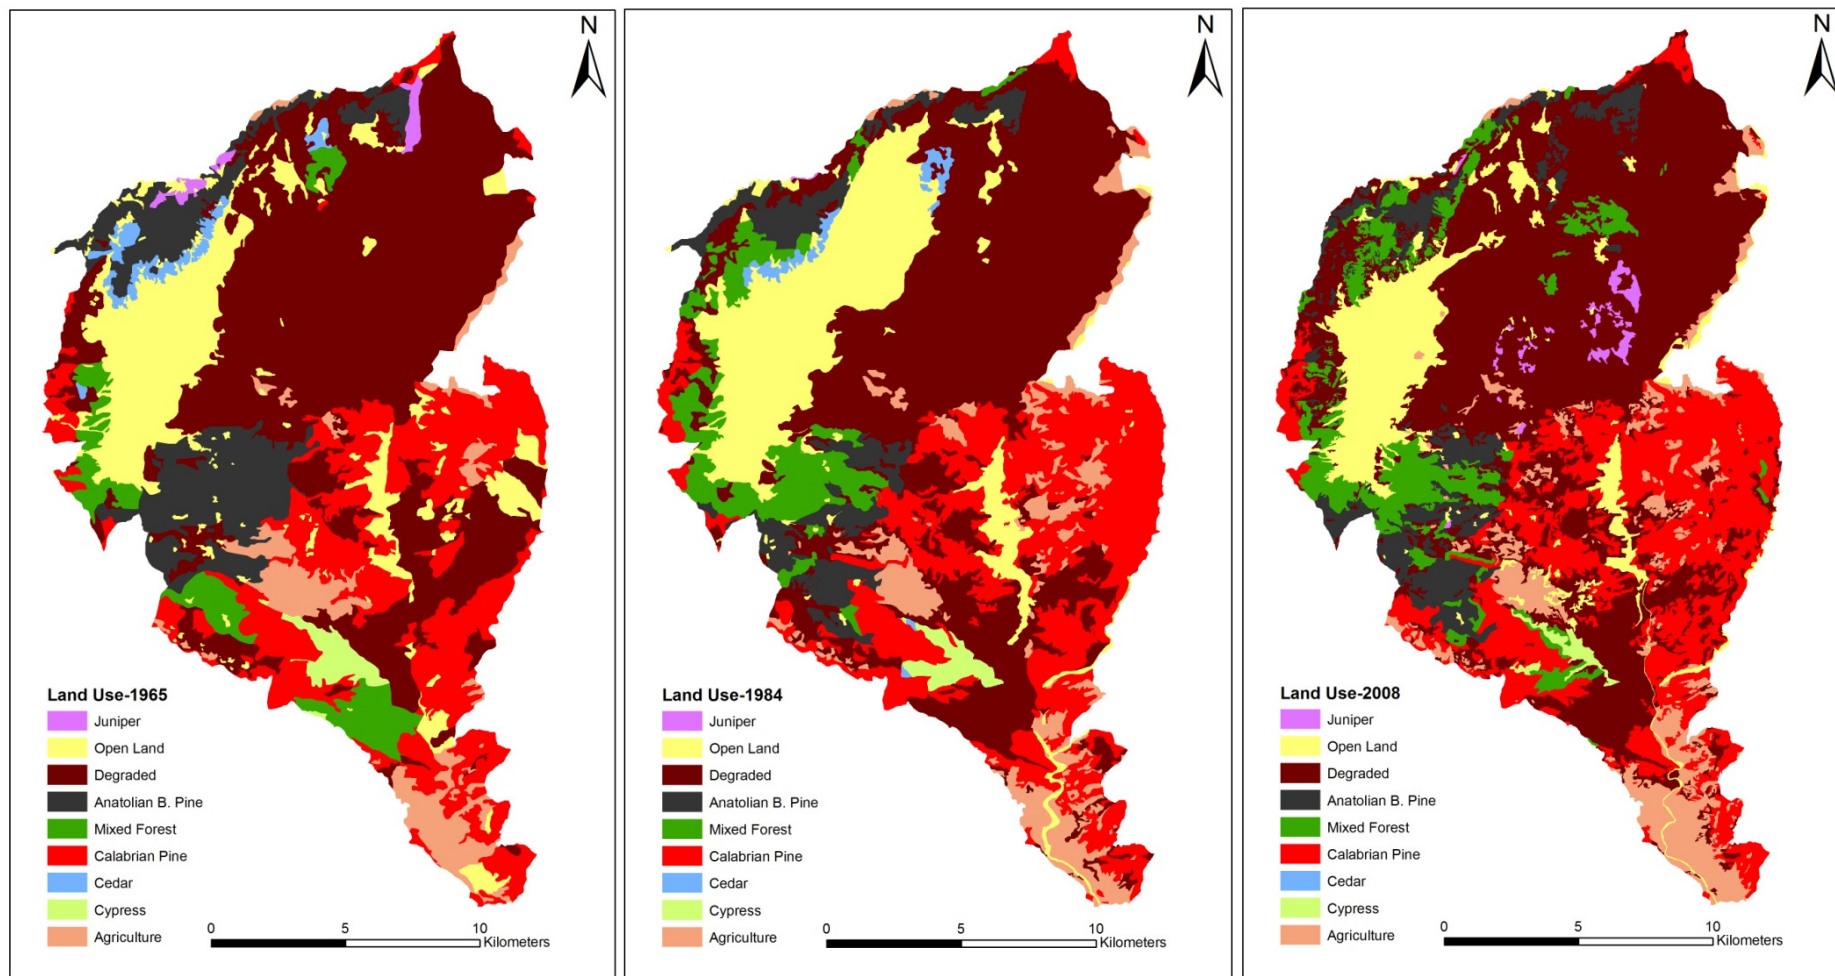 N
Land Use-1965
Juniper
Open Land
Degraded
Anatolian B. Pine
Mixed Forest
Calabrian Pine
Cedar
Cypress
Agriculture
0 5 10
Kilometers
N
Land Use-1984
Juniper
Open Land
Degraded
Anatolian B. Pine
Mixed Forest
Calabrian Pine
Cedar
Cypress
Agriculture
0 5 10
Kilometers
N
Land Use-2008
Juniper
Open Land
Degraded
Anatolian B. Pine
Mixed Forest
Calabrian Pine
Cedar
Cypress
Agriculture
0 5 10
Kilometers